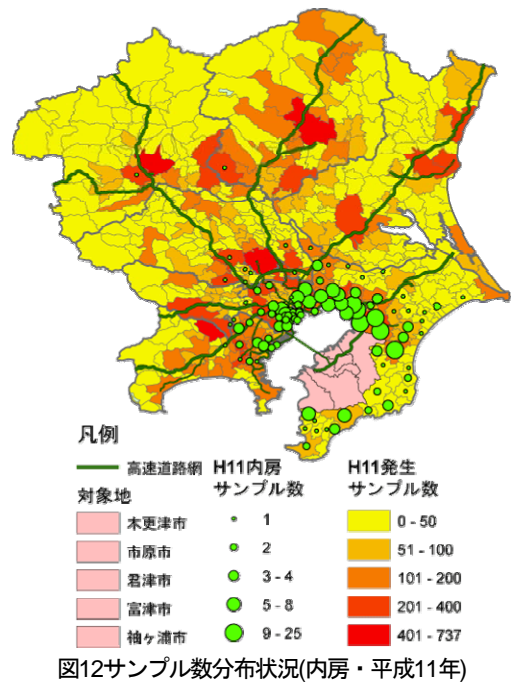 凡例
高速道路網
対象地
木更津市
市原市
君津市
富津市
袖ヶ浦市
H11内房
サンプル数
1
2
3 - 4
5 - 8
9 - 25
H11発生
サンプル数
0 - 50
51 - 100
101 - 200
201 - 400
401 - 737
図12サンプル数分布状況(内房・平成11年)